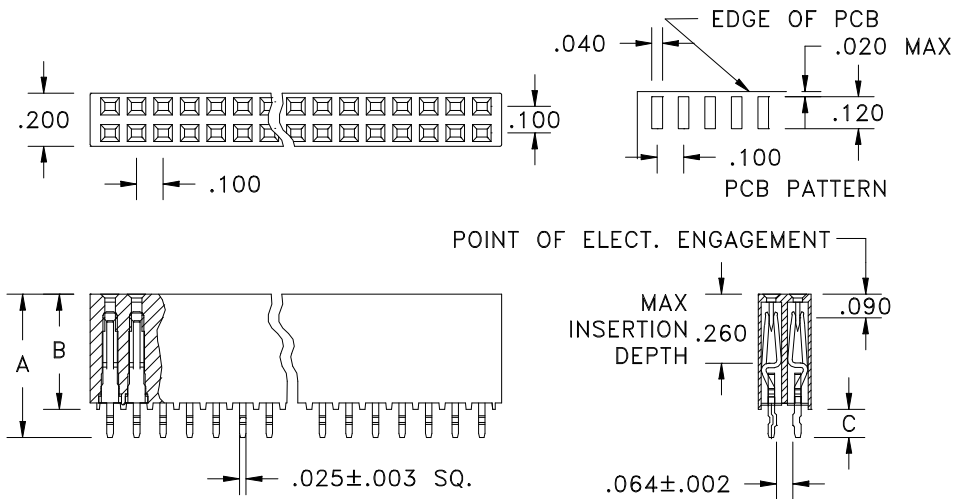 EDGE OF PCB
.040
.020 MAX
.200
.100
.120
.100
.100
PCB PATTERN
POINT OF ELECT. ENGAGEMENT
MAX
INSERTION
DEPTH
.260
.090
A
B
C
.025±.003 SQ.
.064±.002